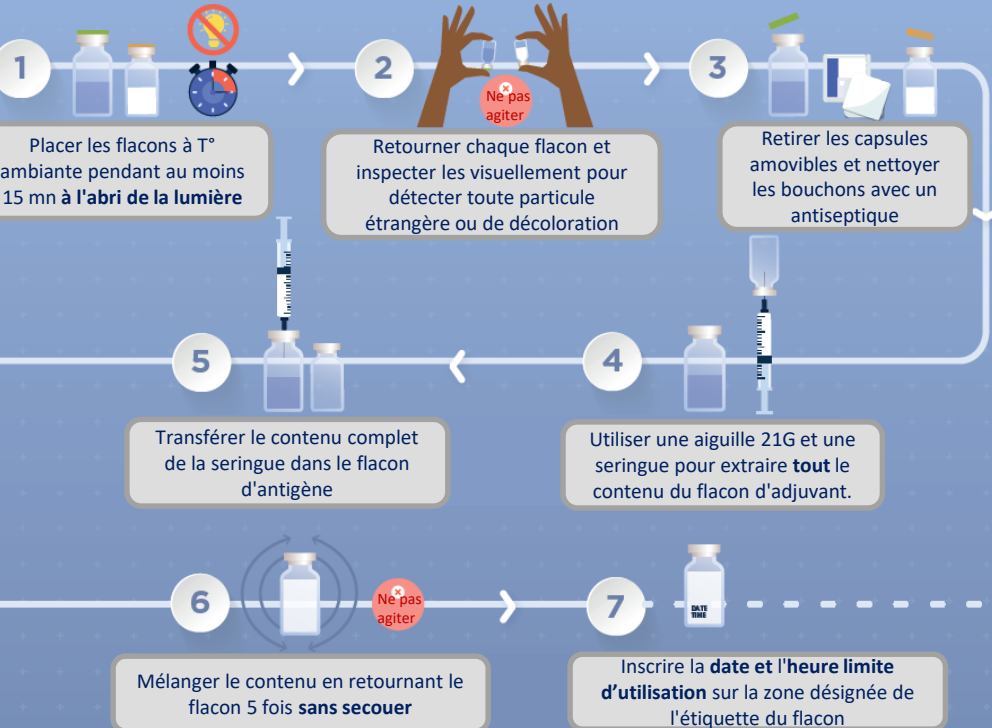 1
Placer les flacons à T°
ambiante pendant au moins
15 mn à l'abri de la lumière
2
Ne pas
agiter
Retourner chaque flacon et
inspecter les visuellement pour
détecter toute particule
étrangère ou de décoloration
3
Retirer les capsules
amovibles et nettoyer
les bouchons avec un
antiseptique
5
Transférer le contenu complet
de la seringue dans le flacon
d'antigène
4
Utiliser une aiguille 21G et une
seringue pour extraire tout le
contenu du flacon d'adjuvant.
6
Ne pas
agiter
Mélanger le contenu en retournant le
flacon 5 fois sans secouer
7
DATE
TIME
Inscrire la date et l'heure limite
d’utilisation sur la zone désignée de
l'étiquette du flacon